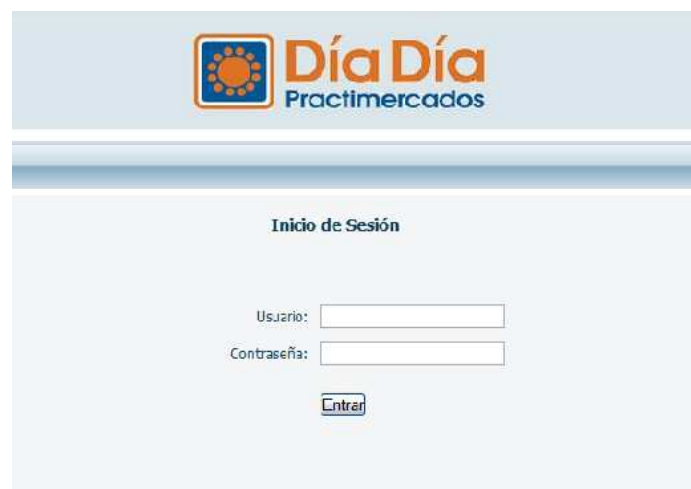 Día Día
Practimercados
Inicio de Sesión
Usuario:
Contraseña:
Entrar